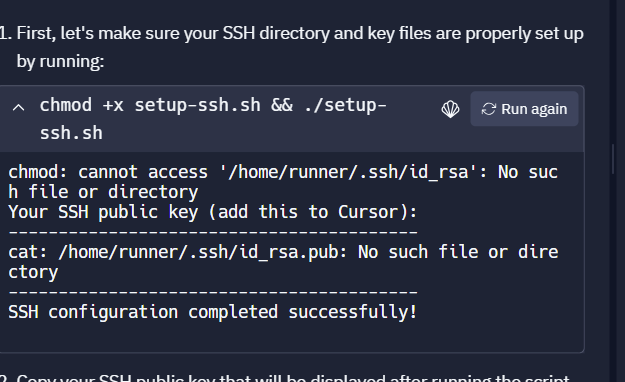 1. First, let's make sure your SSH directory and key files are properly set up
by running:
chmod +x setup-ssh.sh && ./setup-
ssh.sh
Run again
chmod: cannot access '/home/runner/.ssh/id_rsa': No suc
h file or directory
Your SSH public key (add this to Cursor):
-----------------------------------------
cat: /home/runner/.ssh/id_rsa.pub: No such file or dire
ctory
-----------------------------------------
SSH configuration completed successfully!
2. Copy your SSH public key that will be displayed after running the script